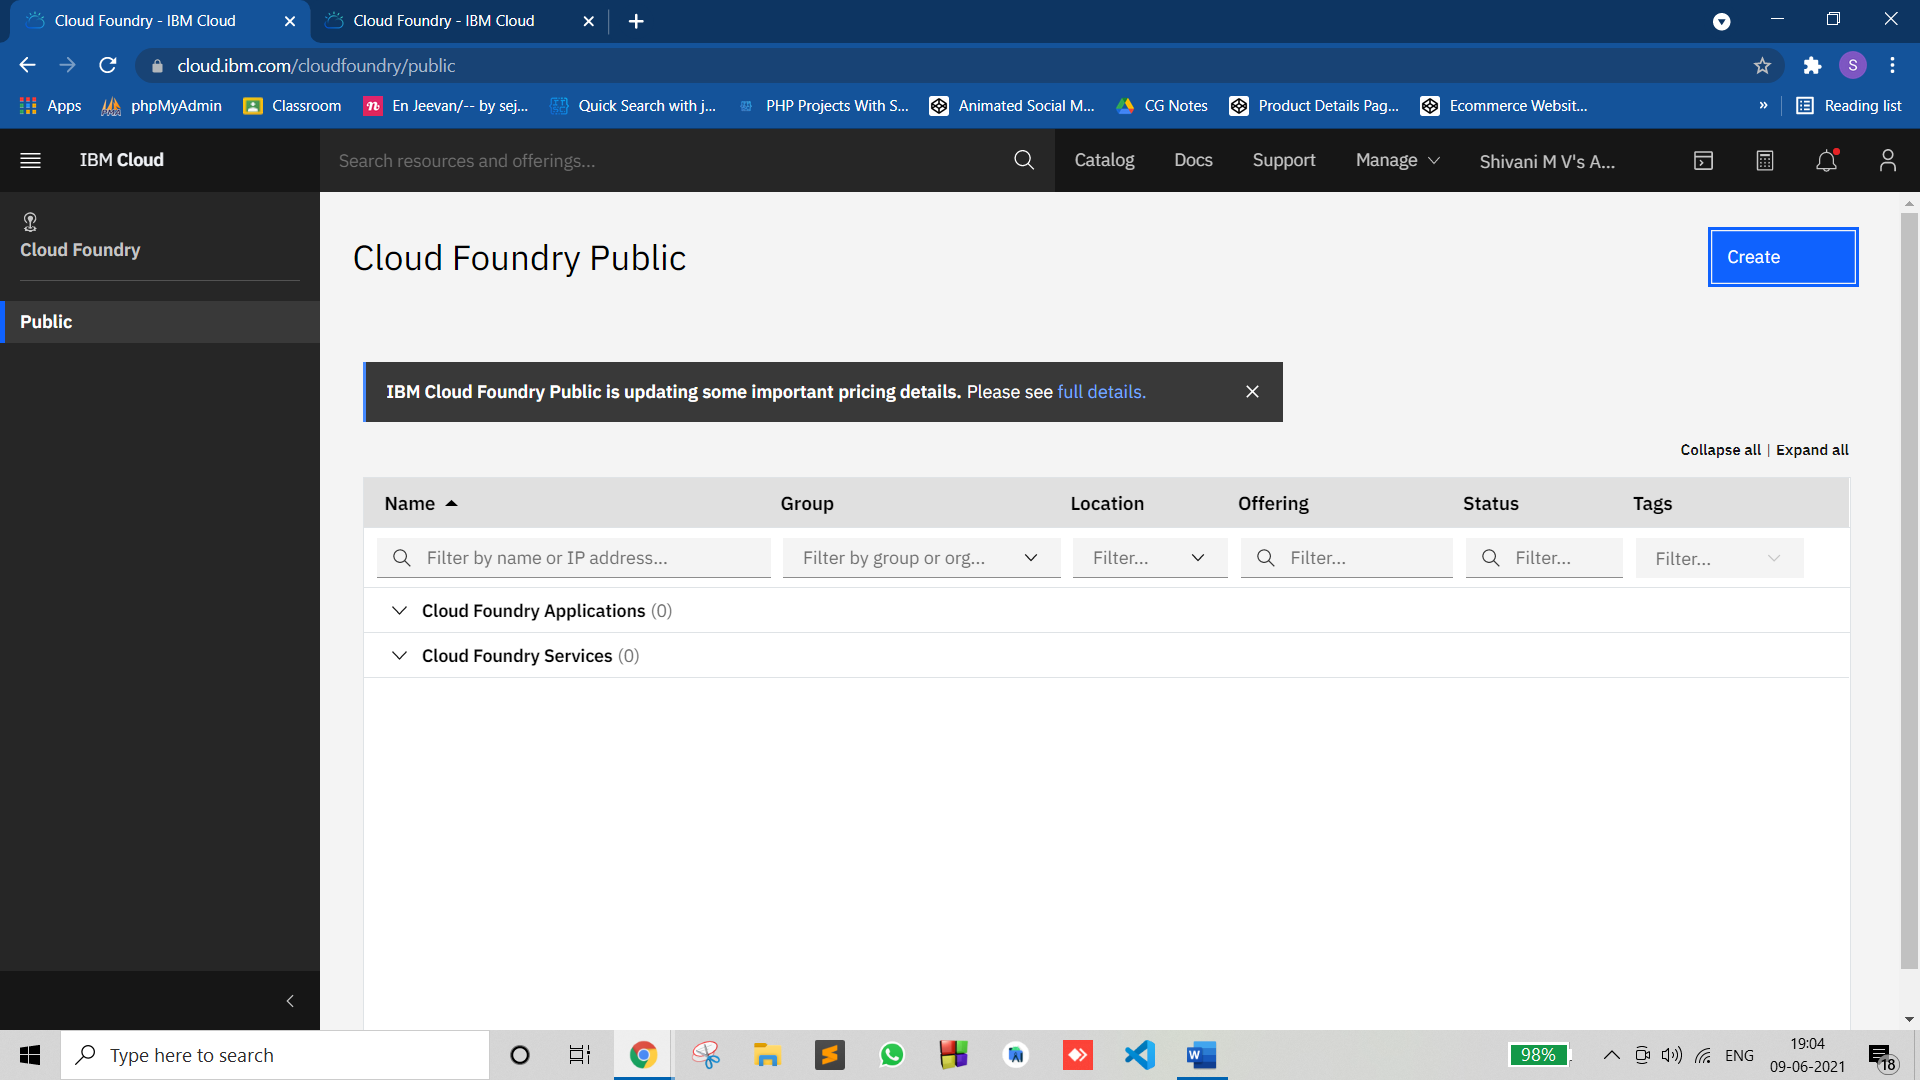 Cloud Foundry - IBM Cloud
Cloud Foundry - IBM Cloud
cloud.ibm.com/cloudfoundry/public
S
Apps
phpMyAdmin
Classroom
En Jeevan/-- by sej...
Quick Search with j...
PHP Projects With S...
Animated Social M...
CG Notes
Product Details Pag...
Ecommerce Websit...
»
Reading list
IBM Cloud
Search resources and offerings...
Catalog
Docs
Support
Manage
Shivani M V's A...
Cloud Foundry
Public
Cloud Foundry Public
Create
IBM Cloud Foundry Public is updating some important pricing details. Please see full details.
Collapse all | Expand all
Name
Group
Location
Offering
Status
Tags
Filter by name or IP address...
Filter by group or org...
Filter...
Filter...
Filter...
Filter...
Cloud Foundry Applications (0)
Cloud Foundry Services (0)
Type here to search
98%
ENG
19:04
09-06-2021
18